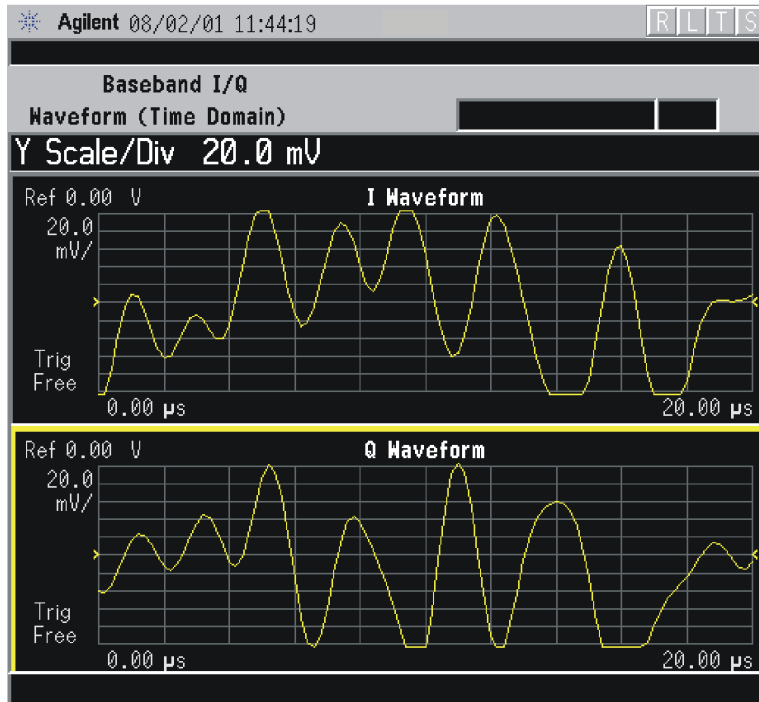 Agilent 08/02/01 11:44:19 R L T S
Baseband I/Q
Waveform (Time Domain)
Y Scale/Div 20.0 mV
Ref 0.00 V I Waveform
20.0
mV/
Trig
Free
0.00 µs 20.00 µs
Ref 0.00 V Q Waveform
20.0
mV/
Trig
Free
0.00 µs 20.00 µs